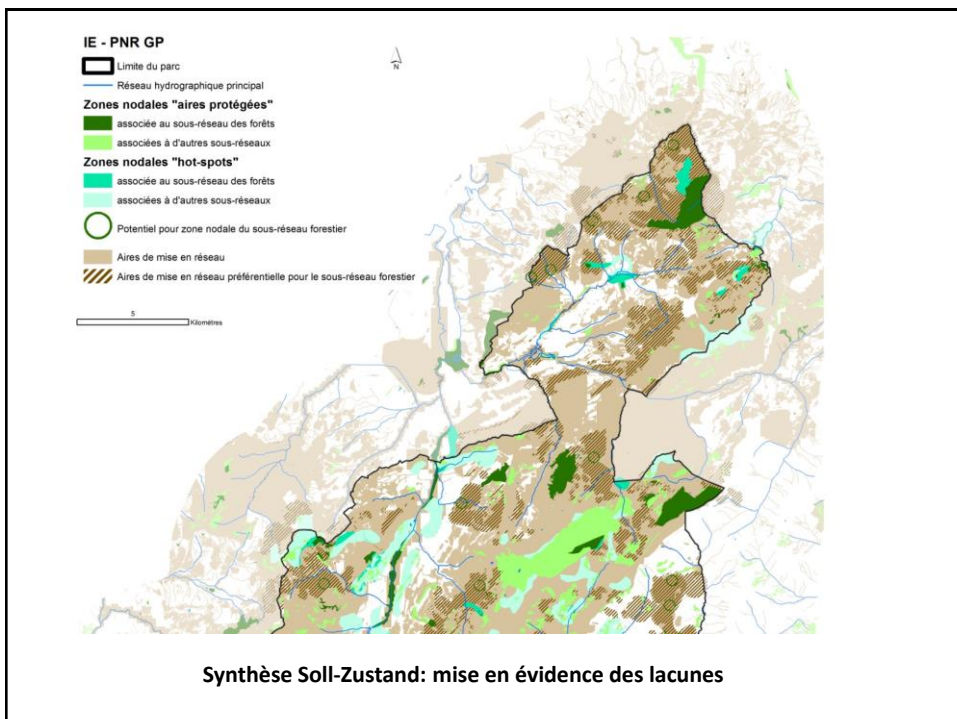 IE - PNR GP
Limite du parc
Réseau hydrographique principal
Zones nodales "aires protégées"
associée au sous-réseau des forêts
associées à d'autres sous-réseaux
Zones nodales "hot-spots"
associée au sous-réseau des forêts
associées à d'autres sous-réseaux
Potentiel pour zone nodale du sous-réseau forestier
Aires de mise en réseau
Aires de mise en réseau préférentielle pour le sous-réseau forestier
N
5
Kilomètres
Synthèse Soll-Zustand: mise en évidence des lacunes